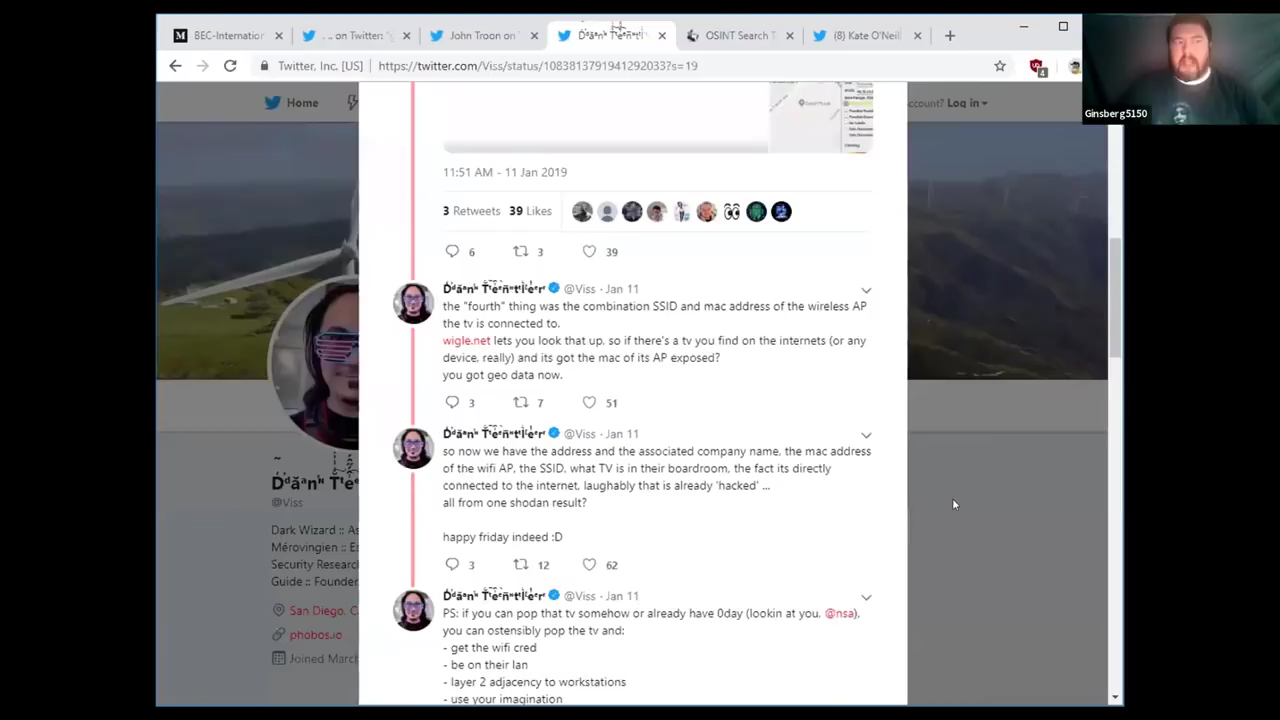 BEC-Internation
... on Twitter: "
John Troon on
OSINT Search T
(8) Kate O'Neil
Twitter, Inc. [US]
https://twitter.com/Viss/status/1083813791941292033?s=19
4
Ginsberg5150
Home
ccount? Log in
11:51 AM - 11 Jan 2019
3 Retweets 39 Likes
6 3 39
@Viss · Jan 11
the "fourth" thing was the combination SSID and mac address of the wireless AP
the tv is connected to.
wigle.net lets you look that up, so if there's a tv you find on the internets (or any
device, really) and its got the mac of its AP exposed?
you got geo data now.
3 7 51
@Viss · Jan 11
so now we have the address and the associated company name, the mac address
of the wifi AP, the SSID, what TV is in their boardroom, the fact its directly
connected to the internet, laughably that is already 'hacked' ...
all from one shodan result?
happy friday indeed :D
3 12 62
@Viss · Jan 11
PS: if you can pop that tv somehow or already have 0day (lookin at you, @nsa),
you can ostensibly pop the tv and:
- get the wifi cred
- be on their lan
- layer 2 adjacency to workstations
- use your imagination
@Viss
Dark Wizard :: As
Mérovingien :: Es
Security Researc
Guide :: Founder
San Diego, C
phobos.io
Joined March